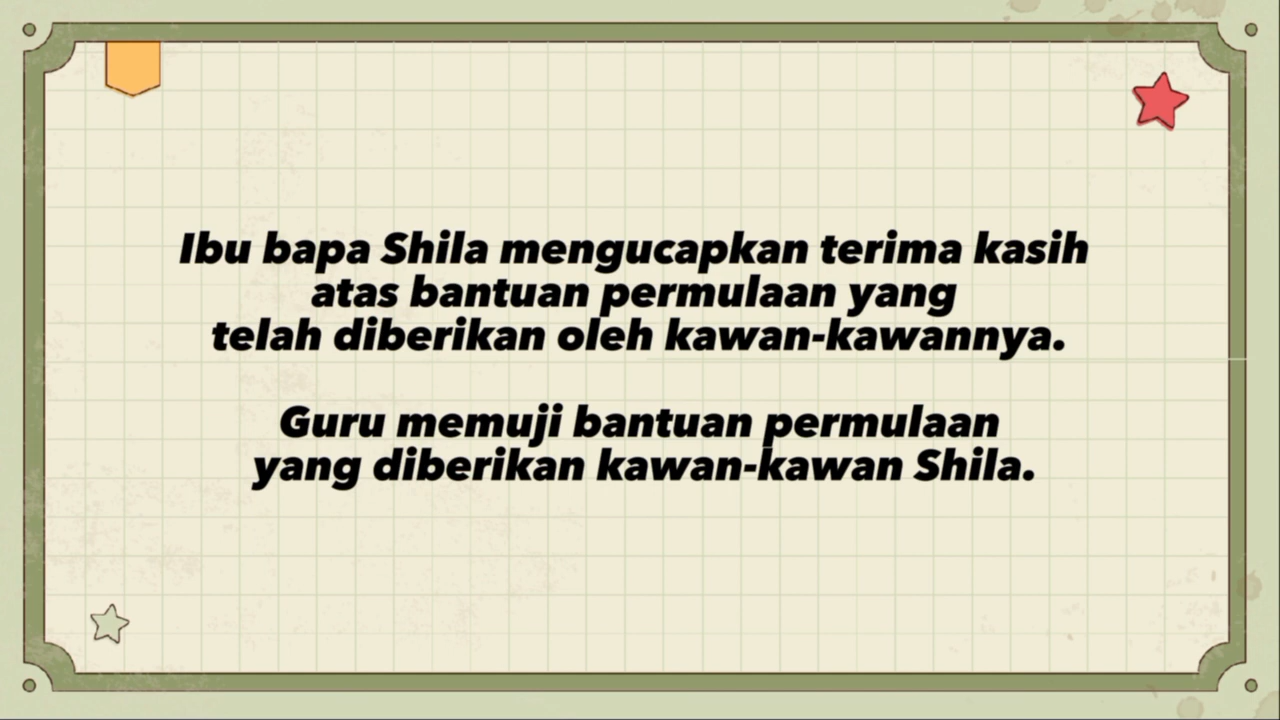 Ibu bapa Shila mengucapkan terima kasih
atas bantuan permulaan yang
telah diberikan oleh kawan-kawannya.
Guru memuji bantuan permulaan
yang diberikan kawan-kawan Shila.